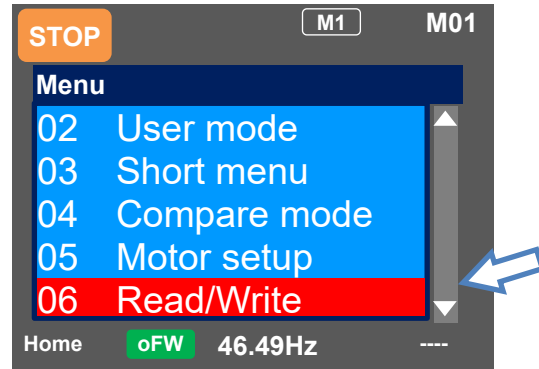 STOP M1 M01
Menu
02 User mode
03 Short menu
04 Compare mode
05 Motor setup
06 Read/Write
Home oFW 46.49Hz ----